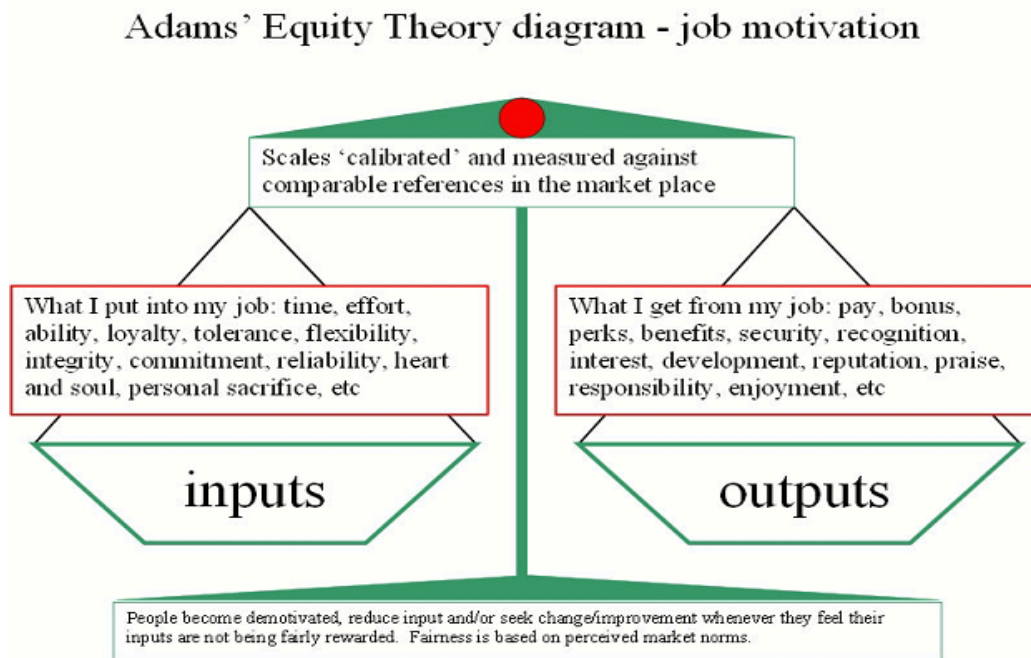 Adams’ Equity Theory diagram - job motivation
Scales ‘calibrated’ and measured against
comparable references in the market place
What I put into my job: time, effort,
ability, loyalty, tolerance, flexibility,
integrity, commitment, reliability, heart
and soul, personal sacrifice, etc
What I get from my job: pay, bonus,
perks, benefits, security, recognition,
interest, development, reputation, praise,
responsibility, enjoyment, etc
inputs
outputs
People become demotivated, reduce input and/or seek change/improvement whenever they feel their
inputs are not being fairly rewarded.  Fairness is based on perceived market norms.